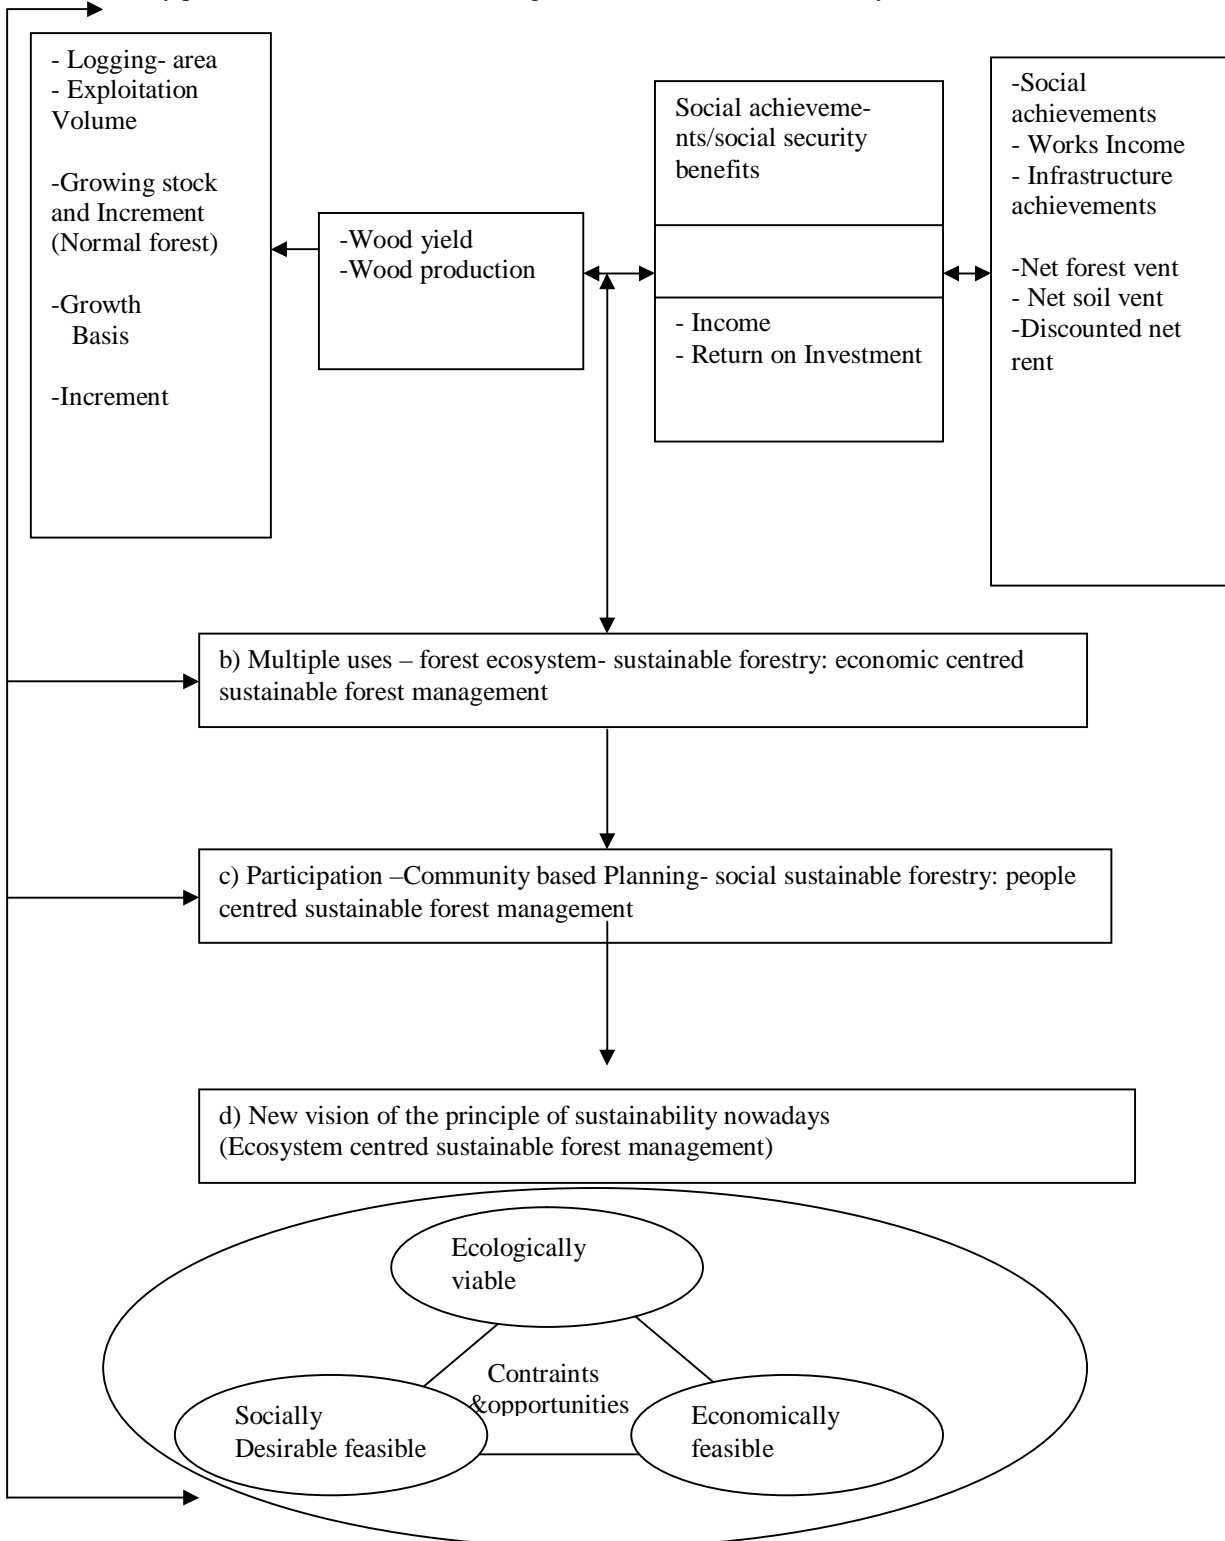 - Logging- area
- Exploitation
Volume
-Growing stock
and Increment
(Normal forest)
-Growth
Basis
-Increment
-Wood yield
-Wood production
Social achieveme-
nts/social security
benefits
- Income
- Return on Investment
-Social
achievements
- Works Income
- Infrastructure
achievements
-Net forest vent
- Net soil vent
-Discounted net
rent
b) Multiple uses – forest ecosystem- sustainable forestry: economic centred
sustainable forest management
c) Participation –Community based Planning- social sustainable forestry: people
centred sustainable forest management
d) New vision of the principle of sustainability nowadays
(Ecosystem centred sustainable forest management)
Ecologically
viable
Contraints
&opportunities
Socially
Desirable feasible
Economically
feasible